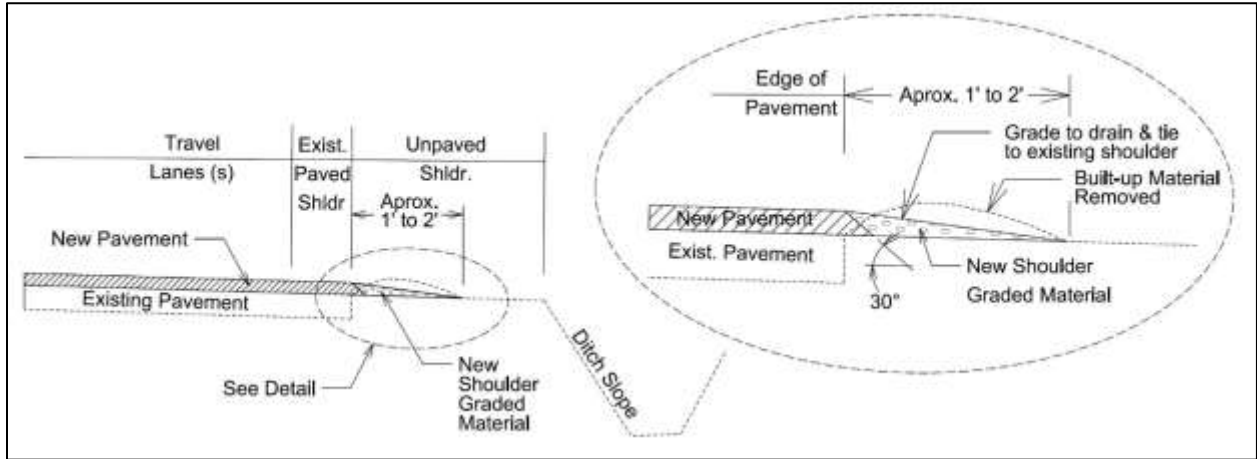 Travel
Lanes (s)
Exist.
Paved
Shldr
Unpaved
Shldr.
Aprox.
1' to 2'
New Pavement
Existing Pavement
See Detail
New
Shoulder
Graded
Material
Ditch Slope
Edge of
Pavement
Aprox. 1' to 2'
Grade to drain & tie
to existing shoulder
Built-up Material
Removed
New Pavement
Exist. Pavement
New Shoulder
Graded Material
30°